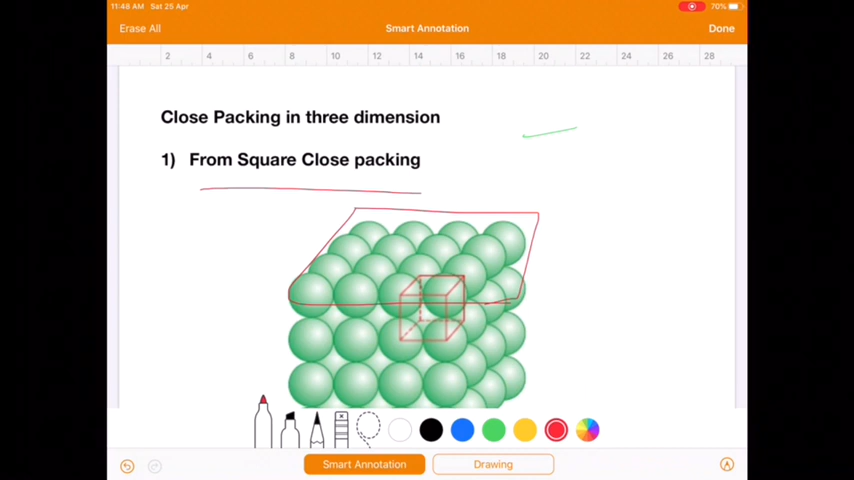 11:48 AM Sat 25 Apr 70%
Erase All Smart Annotation Done
2 4 6 8 10 12 14 16 18 20 22 24 26 28
Close Packing in three dimension
1) From Square Close packing
Smart Annotation Drawing